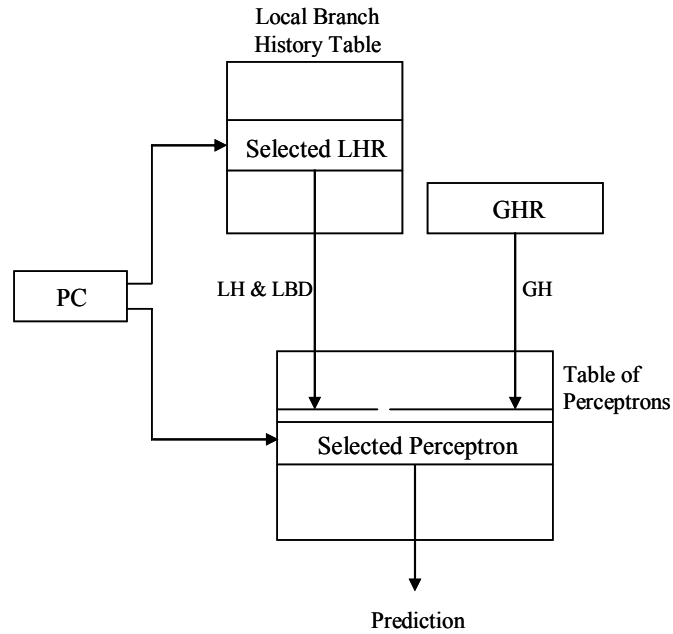 Local Branch
History Table
Selected LHR
GHR
PC
LH & LBD
GH
Table of
Perceptrons
Selected Perceptron
Prediction